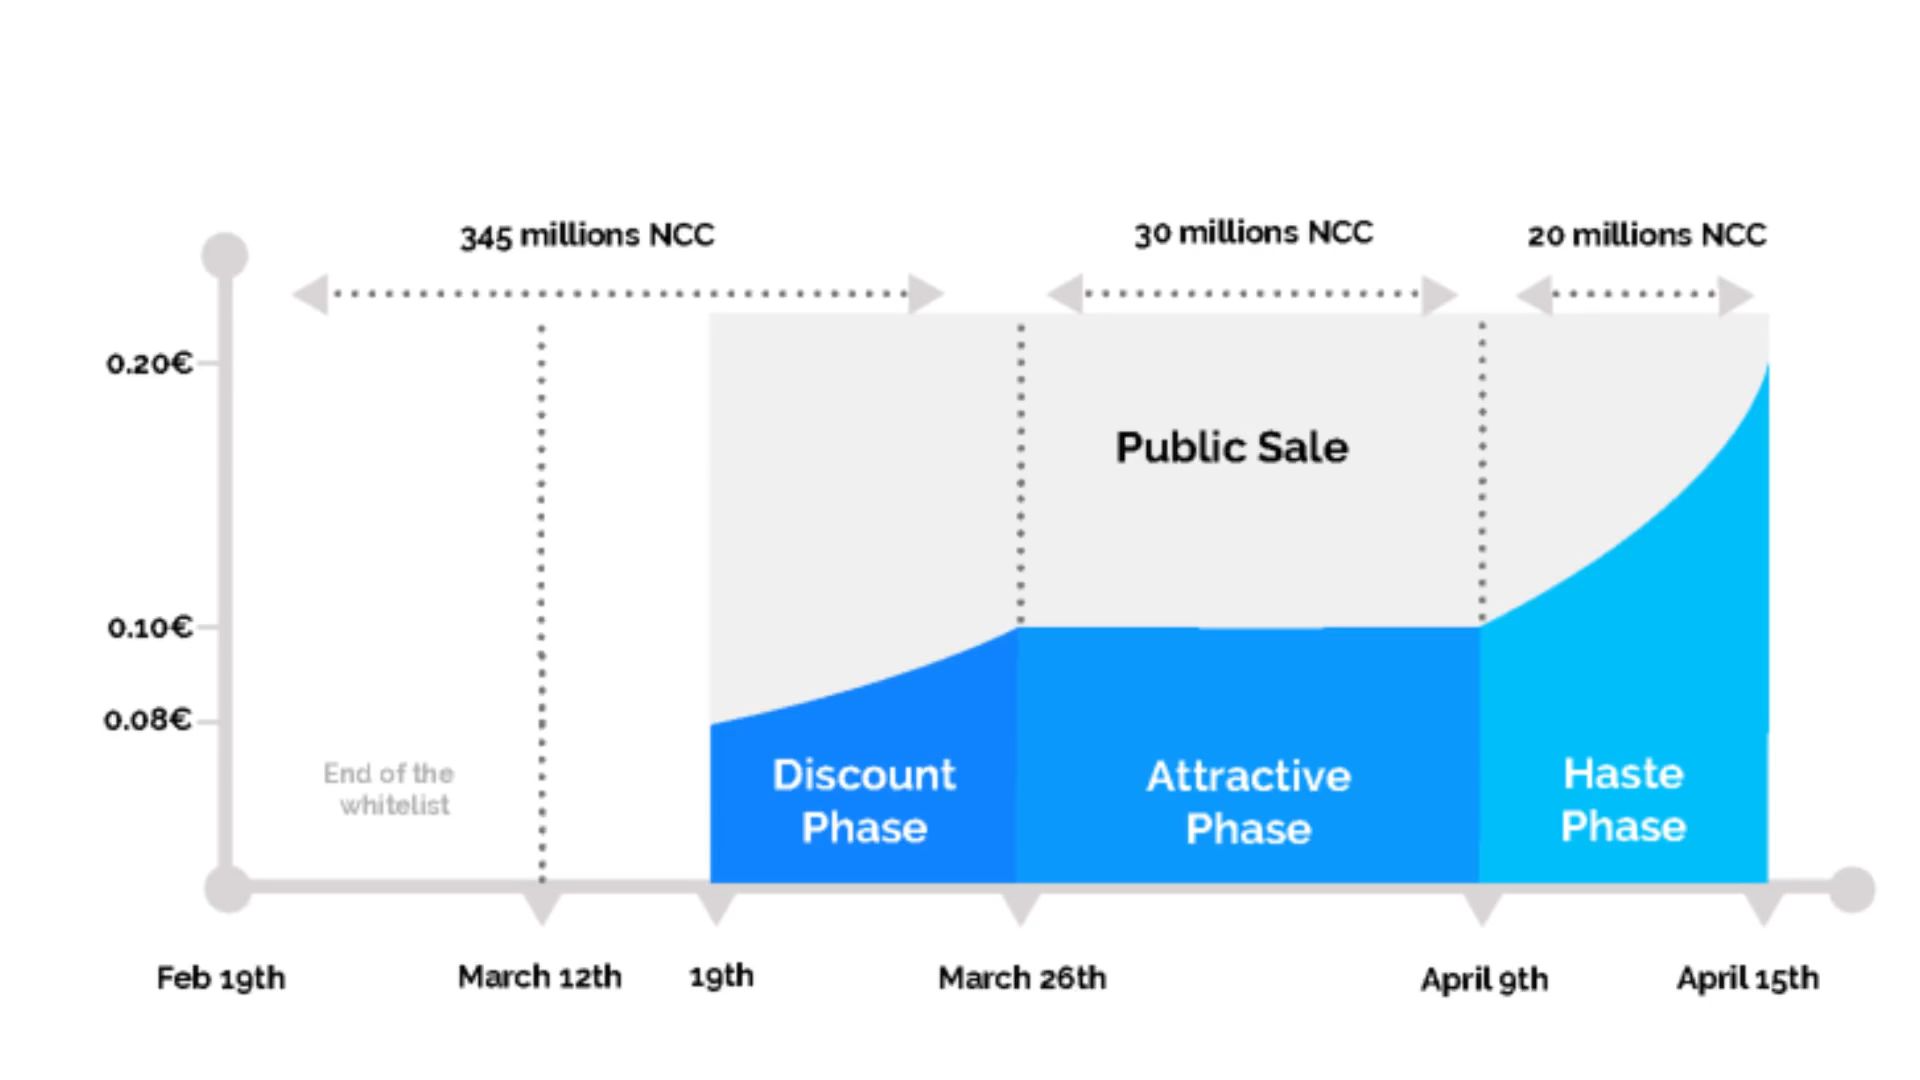 345 millions NCC
30 millions NCC
20 millions NCC
0.20€
Public Sale
0.10€
0.08€
End of the
whitelist
Discount
Phase
Attractive
Phase
Haste
Phase
Feb 19th
March 12th
19th
March 26th
April 9th
April 15th